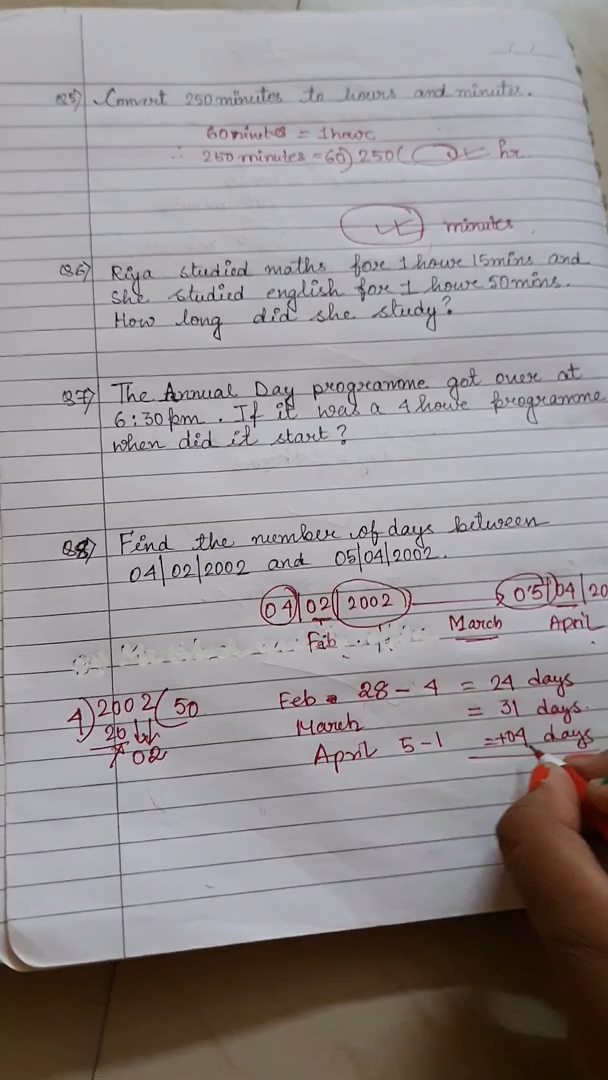 Q5) Convert 250 minutes to hours and minutes.
60 minutes = 1 hour
∴ 250 minutes = 60) 250 ( hr
minutes.
Q6) Riya studied maths for 1 hour 15 mins and
she studied english for 1 hour 50 mins.
How long did she study?
Q7) The Annual Day programme got over at
6:30 pm. If it was a 4 hour programme
when did it start?
Q8) Find the number of days between
04/02/2002 and 05/04/2002.
04/02/2002 05/04/20
Feb March April
4) 2002 ( 50 Feb 28 - 4 = 24 days
20 March = 31 days.
02 April 5-1 = +04 days